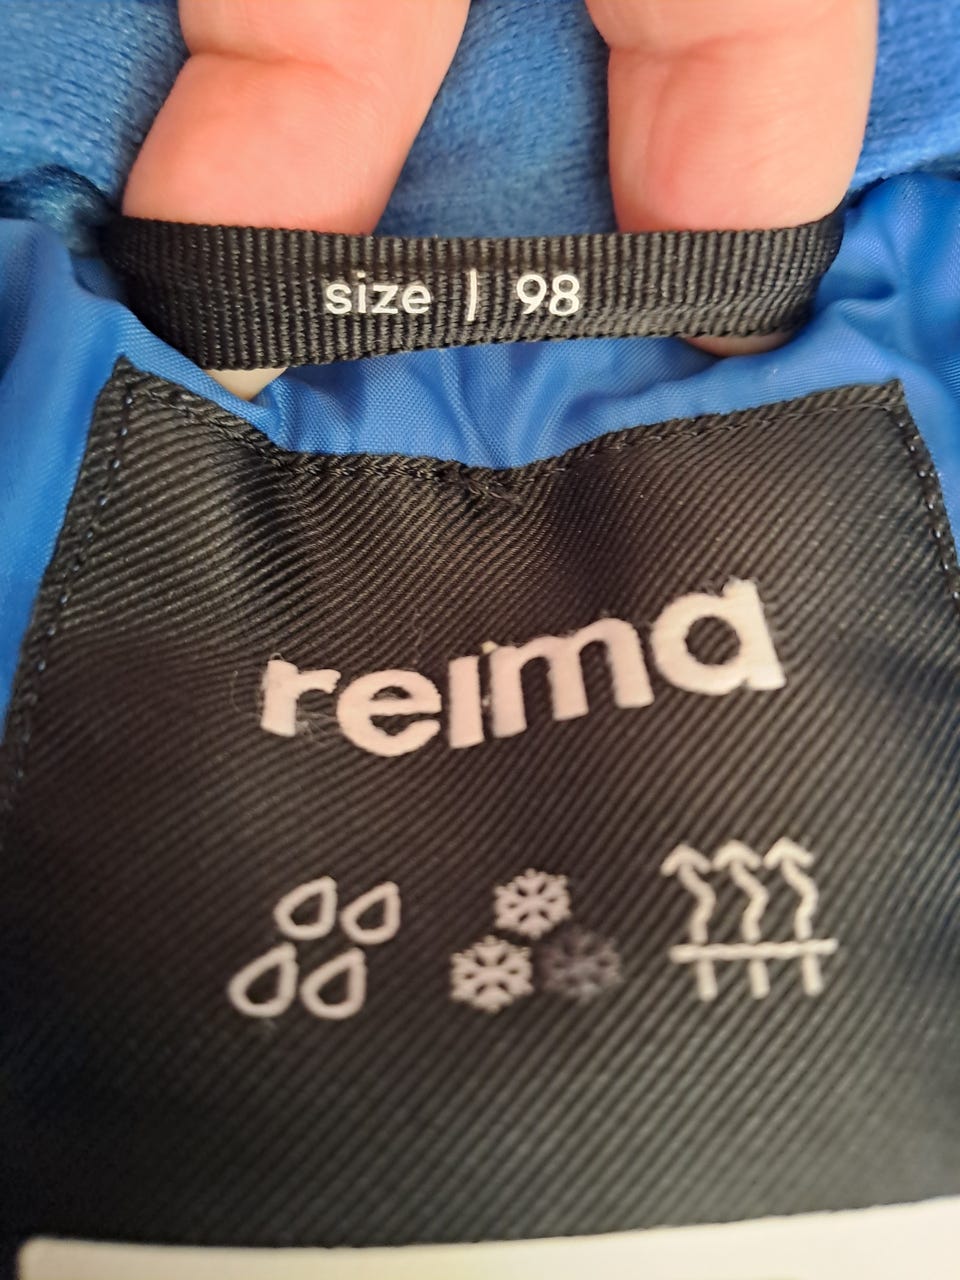 size | 98
reima